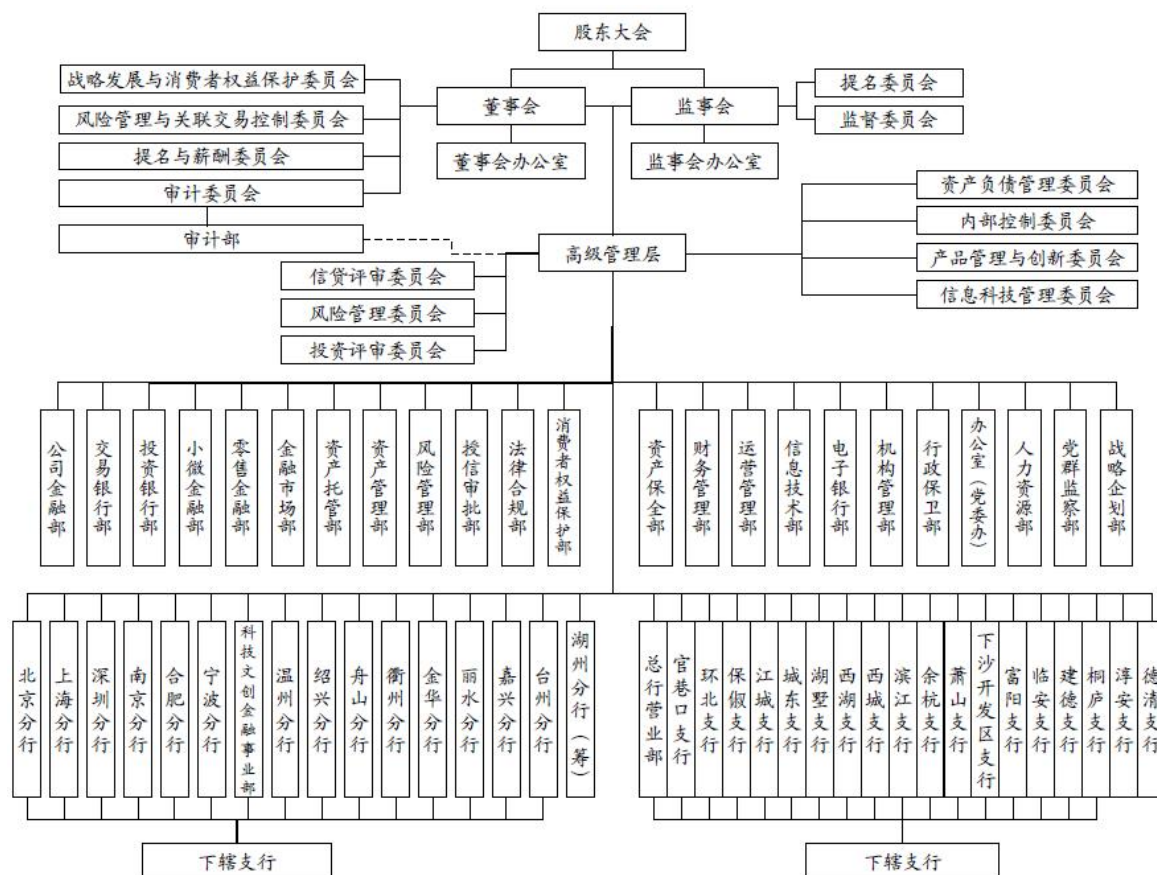 股东大会
战略发展与消费者权益保护委员会
风险管理与关联交易控制委员会
提名与薪酬委员会
审计委员会
审计部
董事会
监事会
董事会办公室
监事会办公室
提名委员会
监督委员会
高级管理层
资产负债管理委员会
内部控制委员会
产品管理与创新委员会
信息科技管理委员会
信贷评审委员会
风险管理委员会
投资评审委员会
公司金融部
交易银行部
投资银行部
小微金融部
零售金融部
金融市场部
资产托管部
资产管理部
风险管理部
授信审批部
法律合规部
消费者权益保护部
资产保全部
财务管理部
运营管理部
信息技术部
电子银行部
机构管理部
行政保卫部
办公室（党委办）
人力资源部
党群监察部
战略企划部
北京分行
上海分行
深圳分行
南京分行
合肥分行
宁波分行
科技文创金融事业部
温州分行
绍兴分行
舟山分行
衢州分行
金华分行
丽水分行
嘉兴分行
台州分行
湖州分行（筹）
总行营业部
官巷口支行
环北支行
保俶支行
江城支行
城东支行
湖墅支行
西湖支行
西城支行
滨江支行
余杭支行
萧山支行
下沙开发区支行
富阳支行
临安支行
建德支行
桐庐支行
淳安支行
德清支行
下辖支行
下辖支行